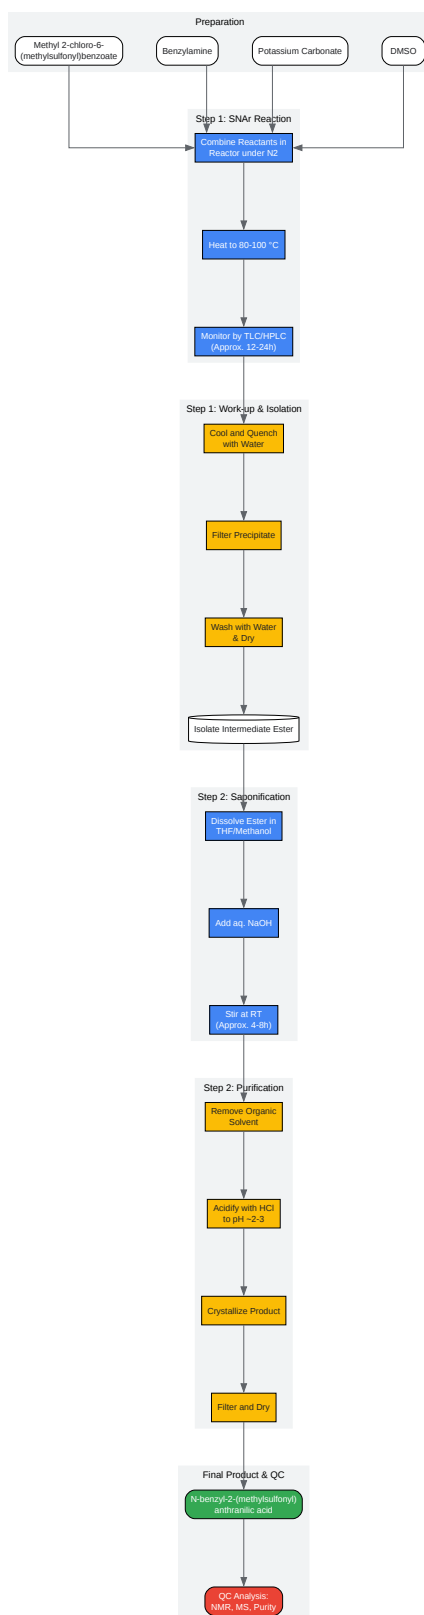 Preparation
Methyl 2-chloro-6-
(methylsulfonyl)benzoate
Benzylamine
Potassium Carbonate
DMSO
Step 1: SNAr Reaction
Combine Reactants in
Reactor under N2
Heat to 80-100 °C
Monitor by TLC/HPLC
(Approx. 12-24h)
Step 1: Work-up & Isolation
Cool and Quench
with Water
Filter Precipitate
Wash with Water
& Dry
Isolate Intermediate Ester
Step 2: Saponification
Dissolve Ester in
THF/Methanol
Add aq. NaOH
Stir at RT
(Approx. 4-8h)
Step 2: Purification
Remove Organic
Solvent
Acidify with HCl
to pH ~2-3
Crystallize Product
Filter and Dry
Final Product & QC
N-benzyl-2-(methylsulfonyl)
anthranilic acid
QC Analysis:
NMR, MS, Purity